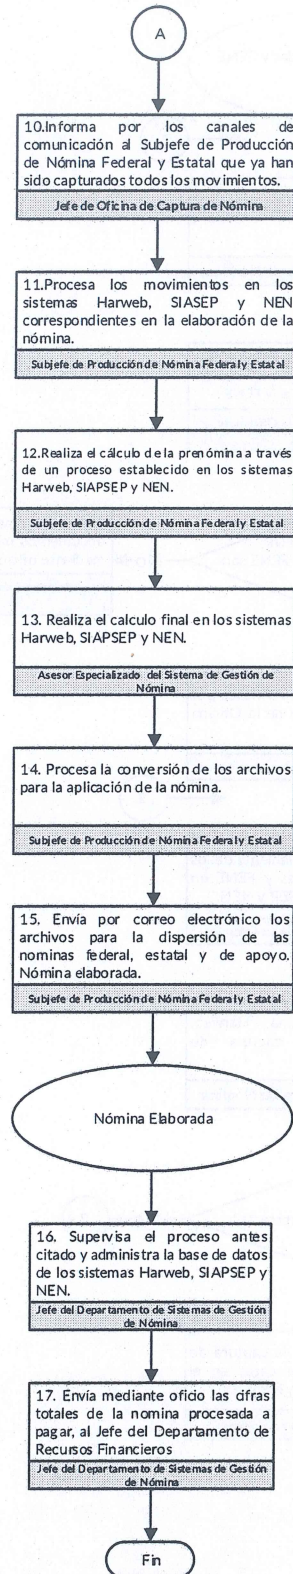 A
10.Informa por los canales de
comunicación al Subjefe de Producción
de Nómina Federal y Estatal que ya han
sido capturados todos los movimientos.
Jefe de Oficina de Captura de Nómina
11.Procesa los movimientos en los
sistemas Harweb, SIASEP y NEN
correspondientes en la elaboración de la
nómina.
Subjefe de Producción de Nómina Federal y Estatal
12.Realiza el cálculo de la prenómina a través
de un proceso establecido en los sistemas
Harweb, SIAPSEP y NEN.
Subjefe de Producción de Nómina Federal y Estatal
13. Realiza el calculo final en los sistemas
Harweb, SIAPSEP y NEN.
Asesor Especializado del Sistema de Gestión de
Nómina
14. Procesa la conversión de los archivos
para la aplicación de la nómina.
Subjefe de Producción de Nómina Federal y Estatal
15. Envía por correo electrónico los
archivos para la dispersión de las
nominas federal, estatal y de apoyo.
Nómina elaborada.
Subjefe de Producción de Nómina Federal y Estatal
Nómina Elaborada
16. Supervisa el proceso antes
citado y administra la base de datos
de los sistemas Harweb, SIAPSEP y
NEN.
Jefe del Departamento de Sistemas de Gestión
de Nómina
17. Envía mediante oficio las cifras
totales de la nomina procesada a
pagar, al Jefe del Departamento de
Recursos Financieros
Jefe del Departamento de Sistemas de Gestión
de Nómina
Fin